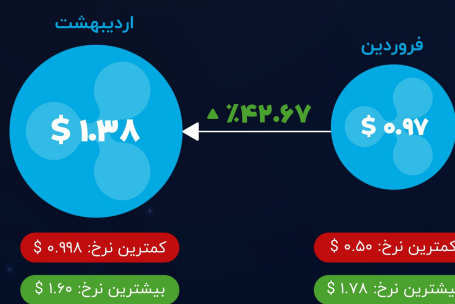 فروردین
$ ۰.۹۷
کمترین نرخ: ۰.۵۰ $
بیشترین نرخ: ۱.۷۸ $
▲ ٪۴۲.۶۷
اردیبهشت
$ ۱.۳۸
کمترین نرخ: ۰.۹۹۸ $
بیشترین نرخ: ۱.۶۰ $